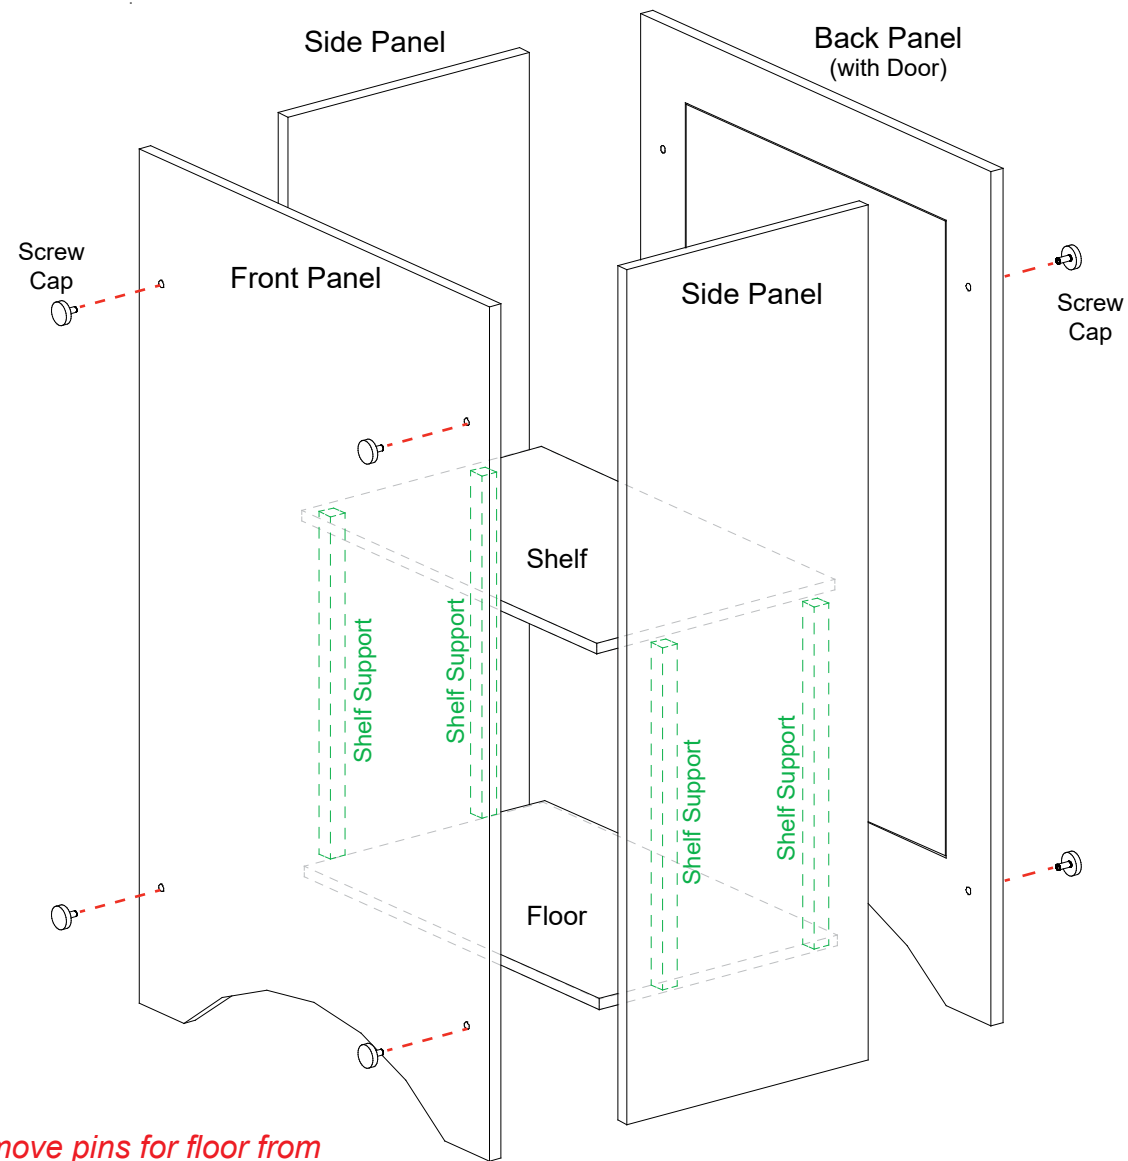 Side Panel
Back Panel
(with Door)
Screw
Cap
Front Panel
Side Panel
Screw
Cap
Shelf
Shelf Support
Shelf Support
Shelf Support
Shelf Support
Floor
pins for floor from